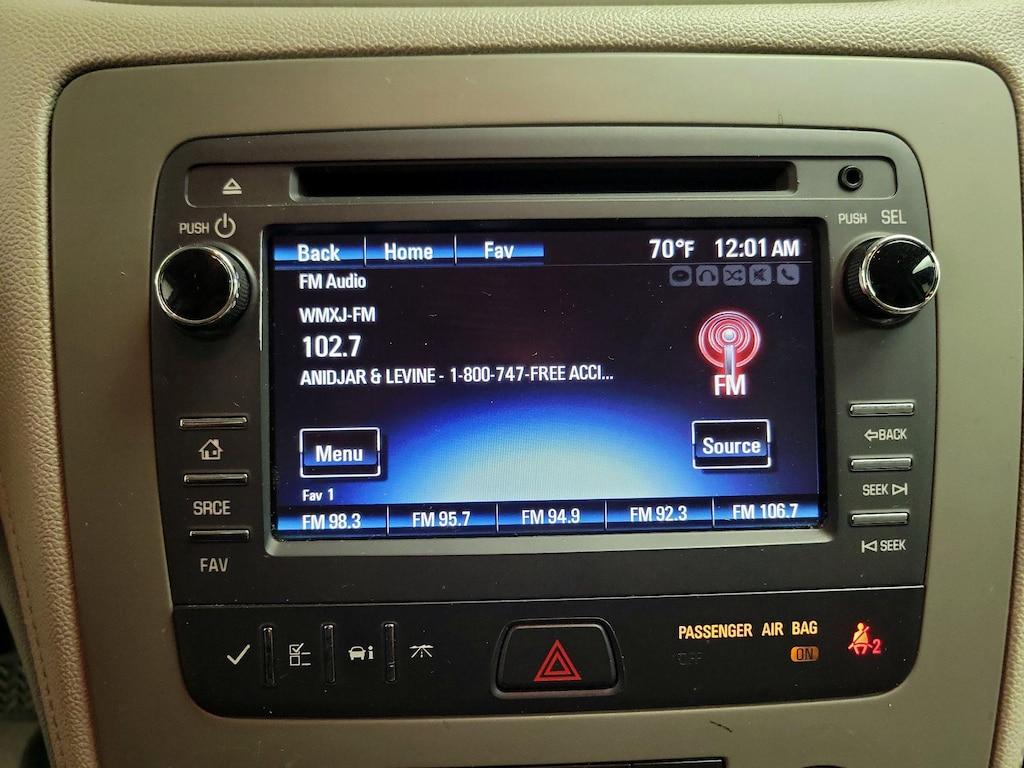 PUSH
PUSH SEL
Back Home Fav 70°F 12:01 AM
FM Audio
WMXJ-FM
102.7
ANIDJAR & LEVINE - 1-800-747-FREE ACCI...
FM
Menu
Source
Fav 1
FM 98.3 FM 95.7 FM 94.9 FM 92.3 FM 106.7
SRCE
FAV
BACK
SEEK
SEEK
PASSENGER AIR BAG
OFF ON
2